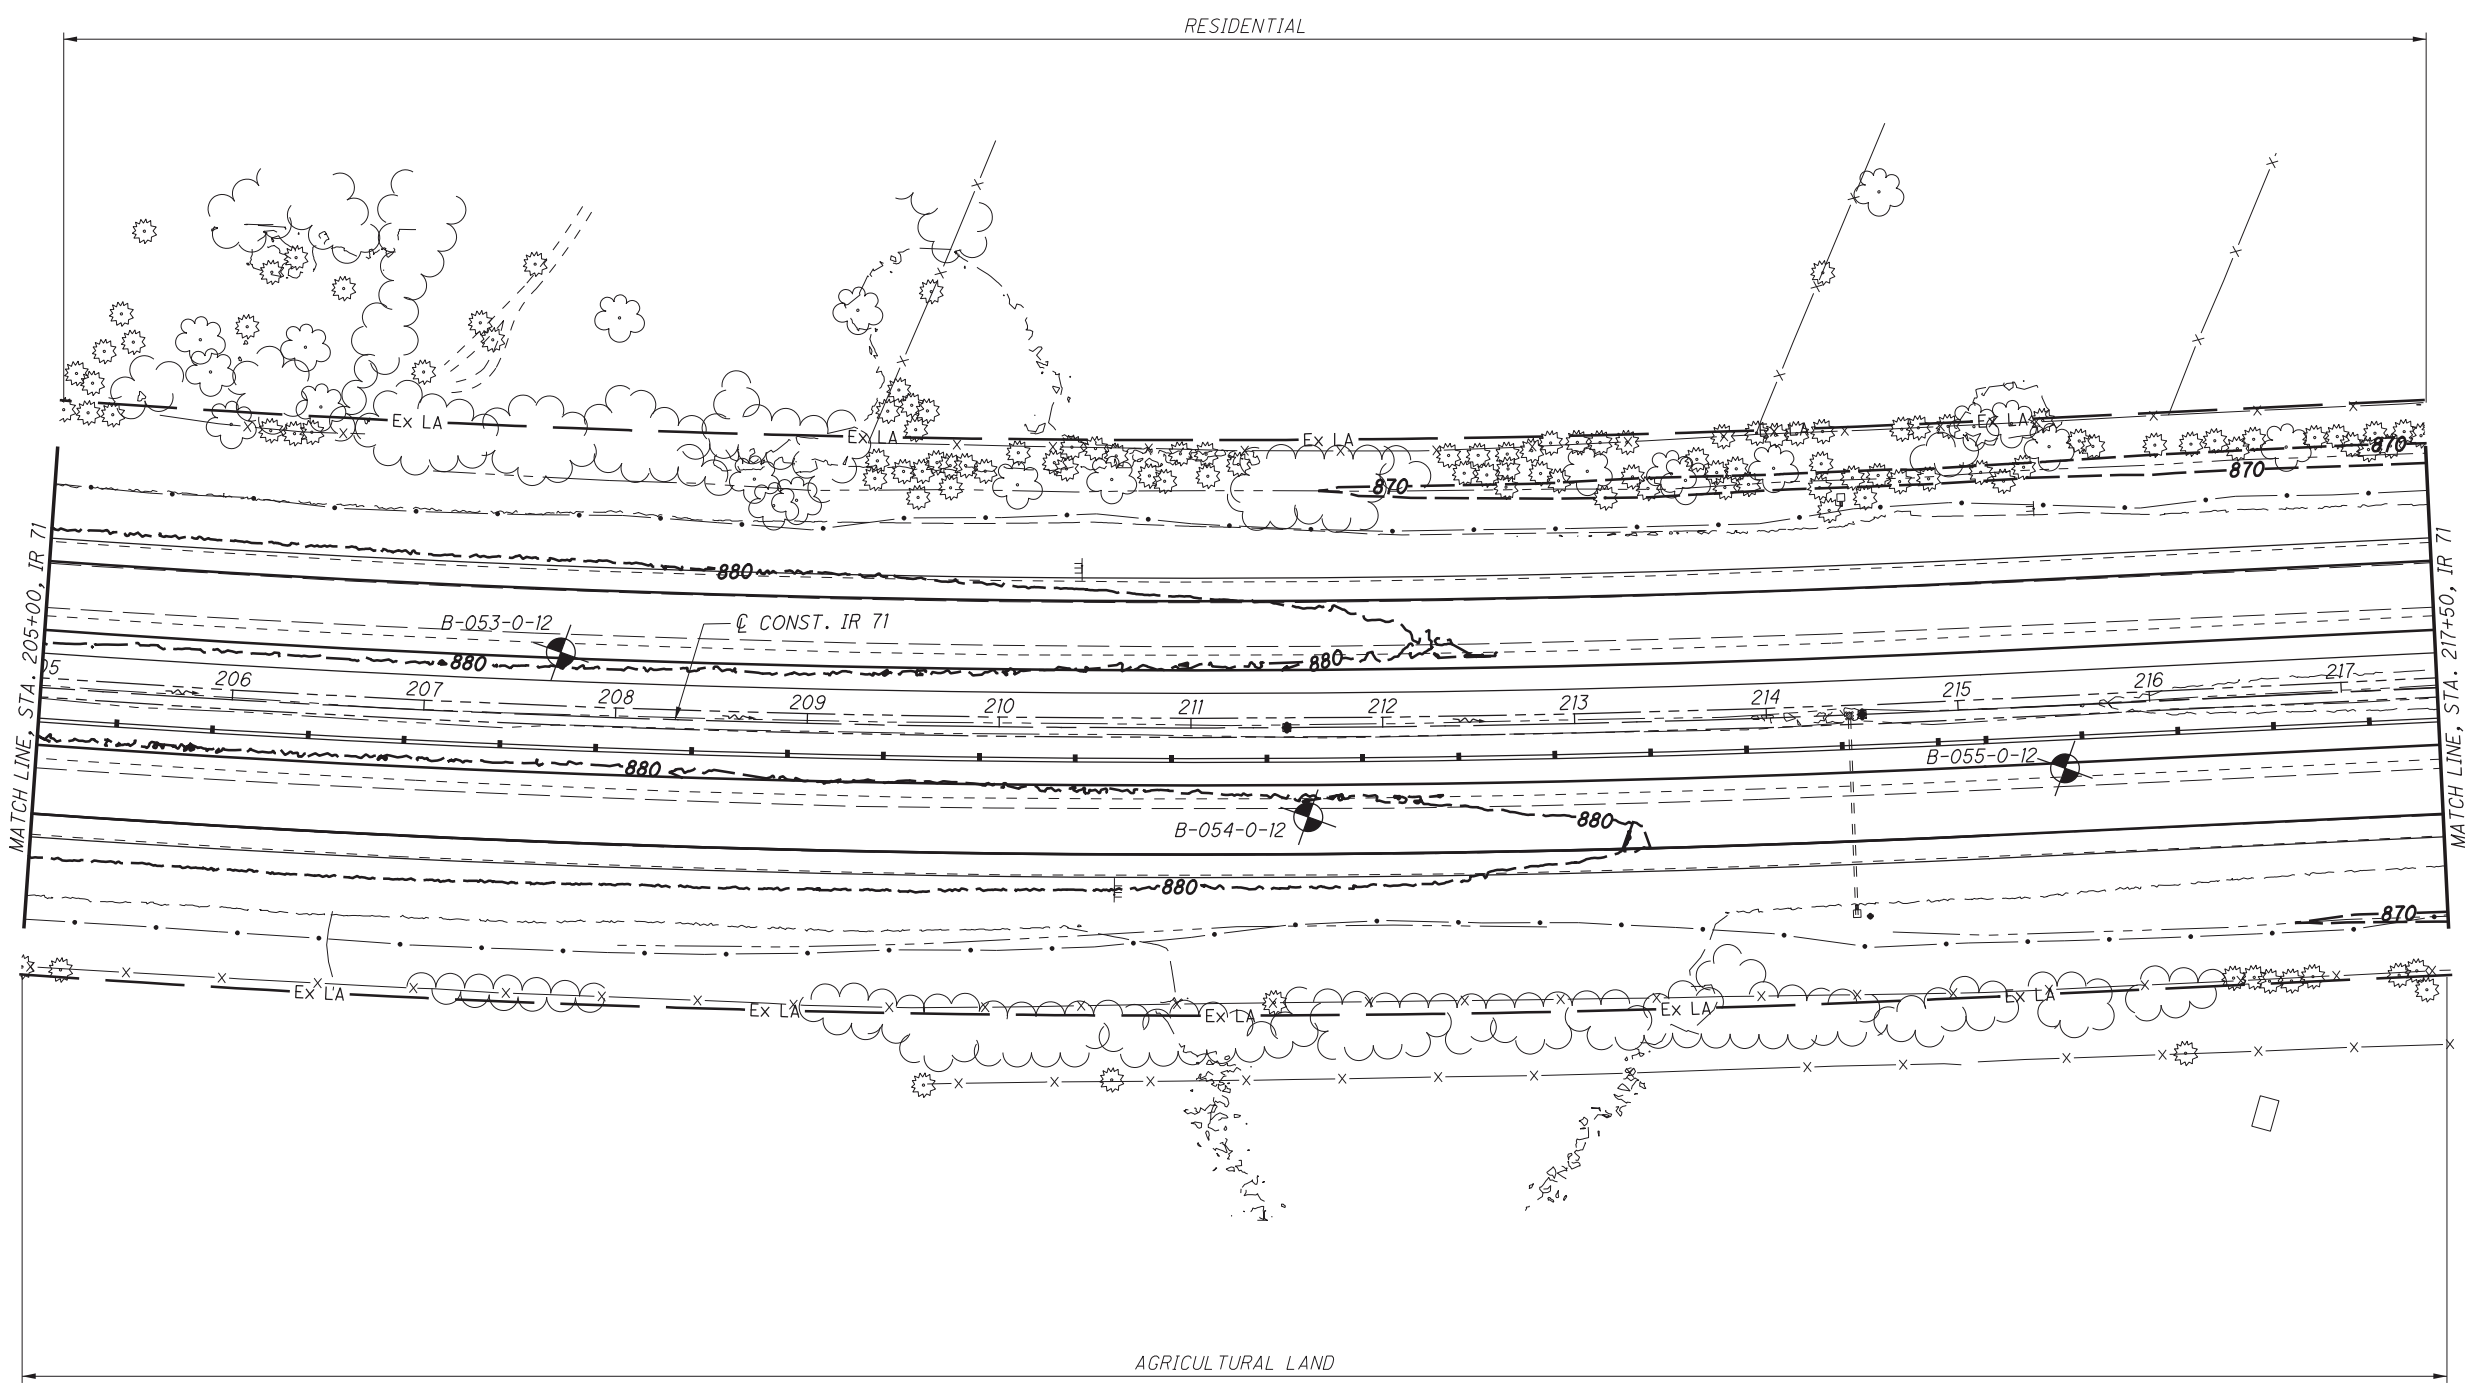 RESIDENTIAL
Ex LA
Ex LA
Ex LA
Ex LA
Ex LA
870
870
870
MATCH LINE, STA. 205+00, IR 71
MATCH LINE, STA. 217+50, IR 71
880
B-053-0-12
℄ CONST. IR 71
880
880
05
206
207
208
209
210
211
212
213
214
215
216
217
B-055-0-12
880
B-054-0-12
880
880
870
Ex LA
Ex LA
Ex LA
Ex LA
Ex LA
AGRICULTURAL LAND